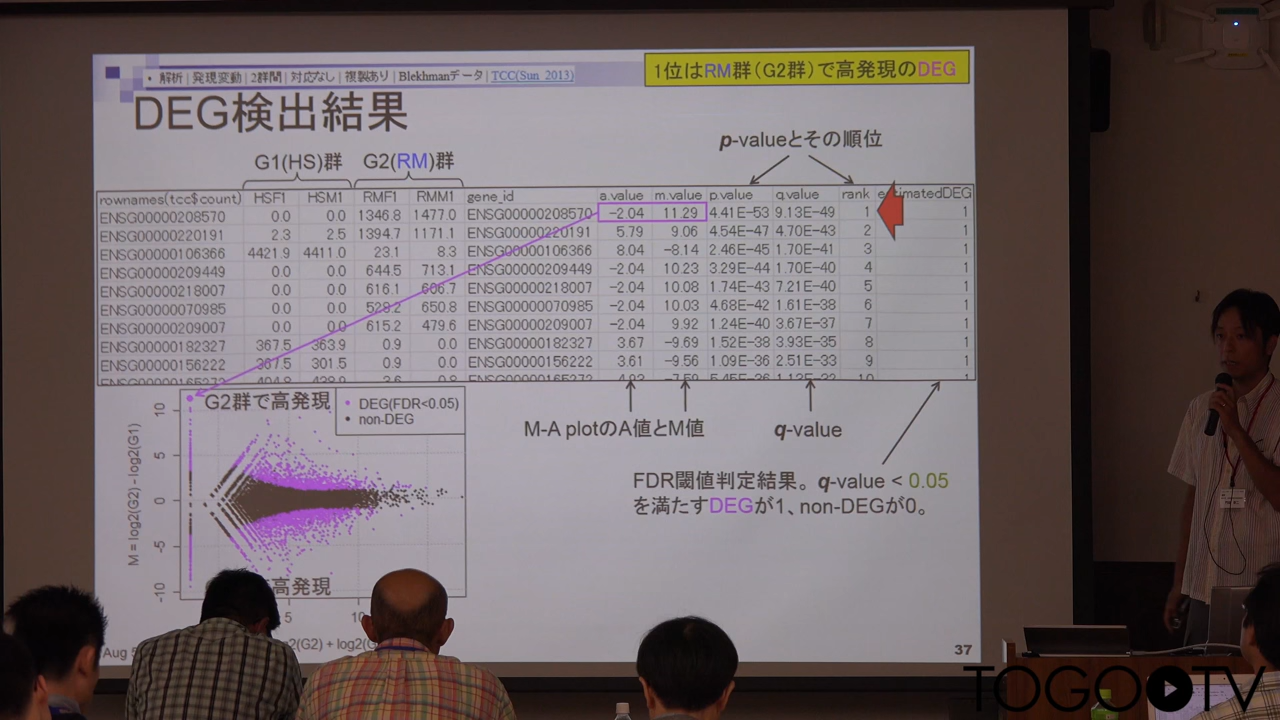 ・解析 | 発現変動 | 2群間 | 対応なし | 複製あり | Blekhmanデータ | TCC(Sun_2013)
1位はRM群(G2群)で高発現のDEG
DEG検出結果
p-valueとその順位
G1(HS)群 G2(RM)群
rownames(tcc$count) HSF1 HSM1 RMF1 RMM1 gene_id a.value m.value p.value q.value rank estimatedDEG
ENSG00000208570 0.0 0.0 1346.8 1477.0 ENSG00000208570 -2.04 11.29 4.41E-53 9.13E-49 1 1
ENSG00000220191 2.3 2.5 1394.7 1171.1 ENSG00000220191 5.79 9.06 4.54E-47 4.70E-43 2 1
ENSG00000106366 4421.9 4411.0 23.1 8.3 ENSG00000106366 8.04 -8.14 2.46E-45 1.70E-41 3 1
ENSG00000209449 0.0 0.0 644.5 713.1 ENSG00000209449 -2.04 10.23 3.29E-44 1.70E-40 4 1
ENSG00000218007 0.0 0.0 616.1 606.7 ENSG00000218007 -2.04 10.08 1.74E-43 7.21E-40 5 1
ENSG00000070985 0.0 0.0 528.2 650.8 ENSG00000070985 -2.04 10.03 4.68E-42 1.61E-38 6 1
ENSG00000209007 0.0 0.0 615.2 479.6 ENSG00000209007 -2.04 9.92 1.24E-40 3.67E-37 7 1
ENSG00000182327 367.5 363.9 0.9 0.0 ENSG00000182327 3.67 -9.69 1.52E-38 3.93E-35 8 1
ENSG00000156222 367.5 301.5 0.9 0.0 ENSG00000156222 3.61 -9.56 1.09E-36 2.51E-33 9 1
G2群で高発現
DEG(FDR<0.05)
non-DEG
M-A plotのA値とM値
q-value
FDR閾値判定結果。q-value < 0.05
を満たすDEGが1、non-DEGが0。
M = log2(G2) - log2(G1)
10
5
0
-5
-10
高発現
5 10
log2(G2) + log2(G
Aug
37
TOGOTV